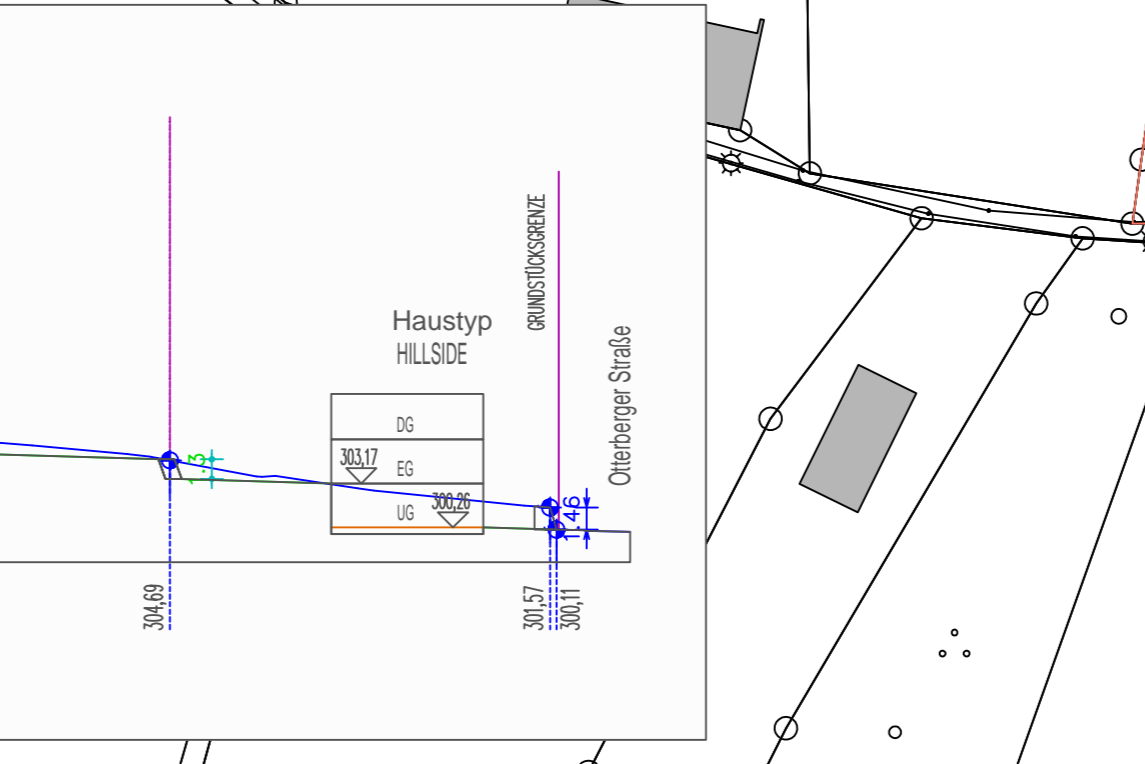 GRUNDSTÜCKSGRENZE
Haustyp
HILLSIDE
Otterberger Straße
DG
303,17
EG
300,26
UG
1.46
304,69
301,57
300,11